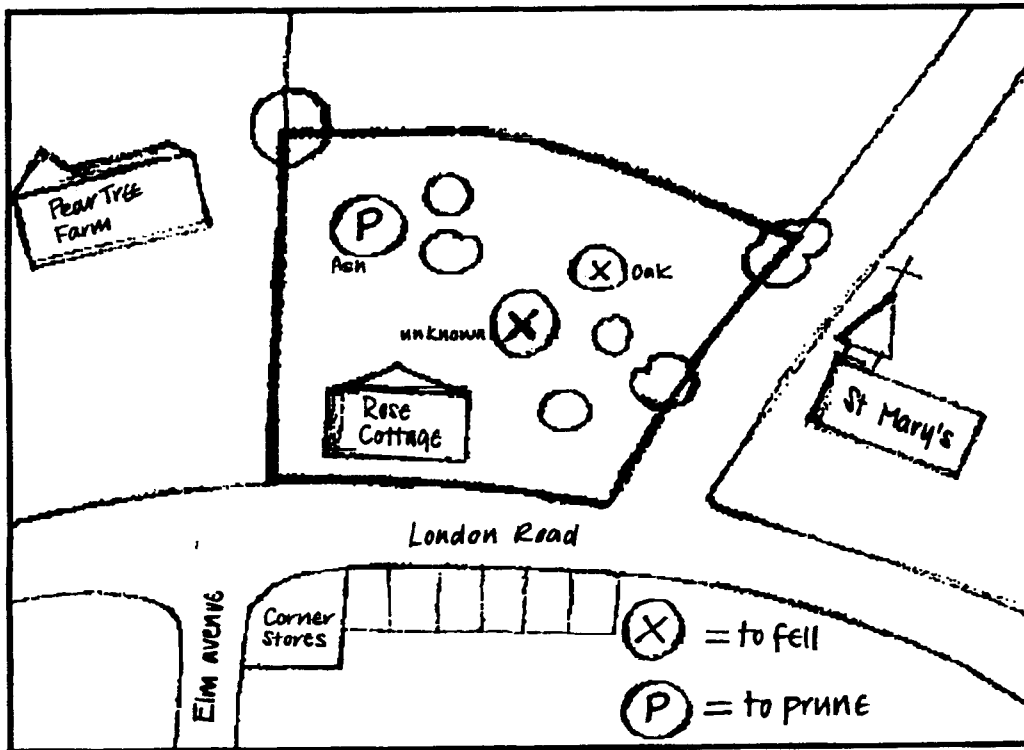 Pear Tree
Farm
P
Ash
X
Oak
unknown
X
Rose
Cottage
St Mary's
London Road
Elm avenue
Corner
Stores
X = to fell
P = to prune